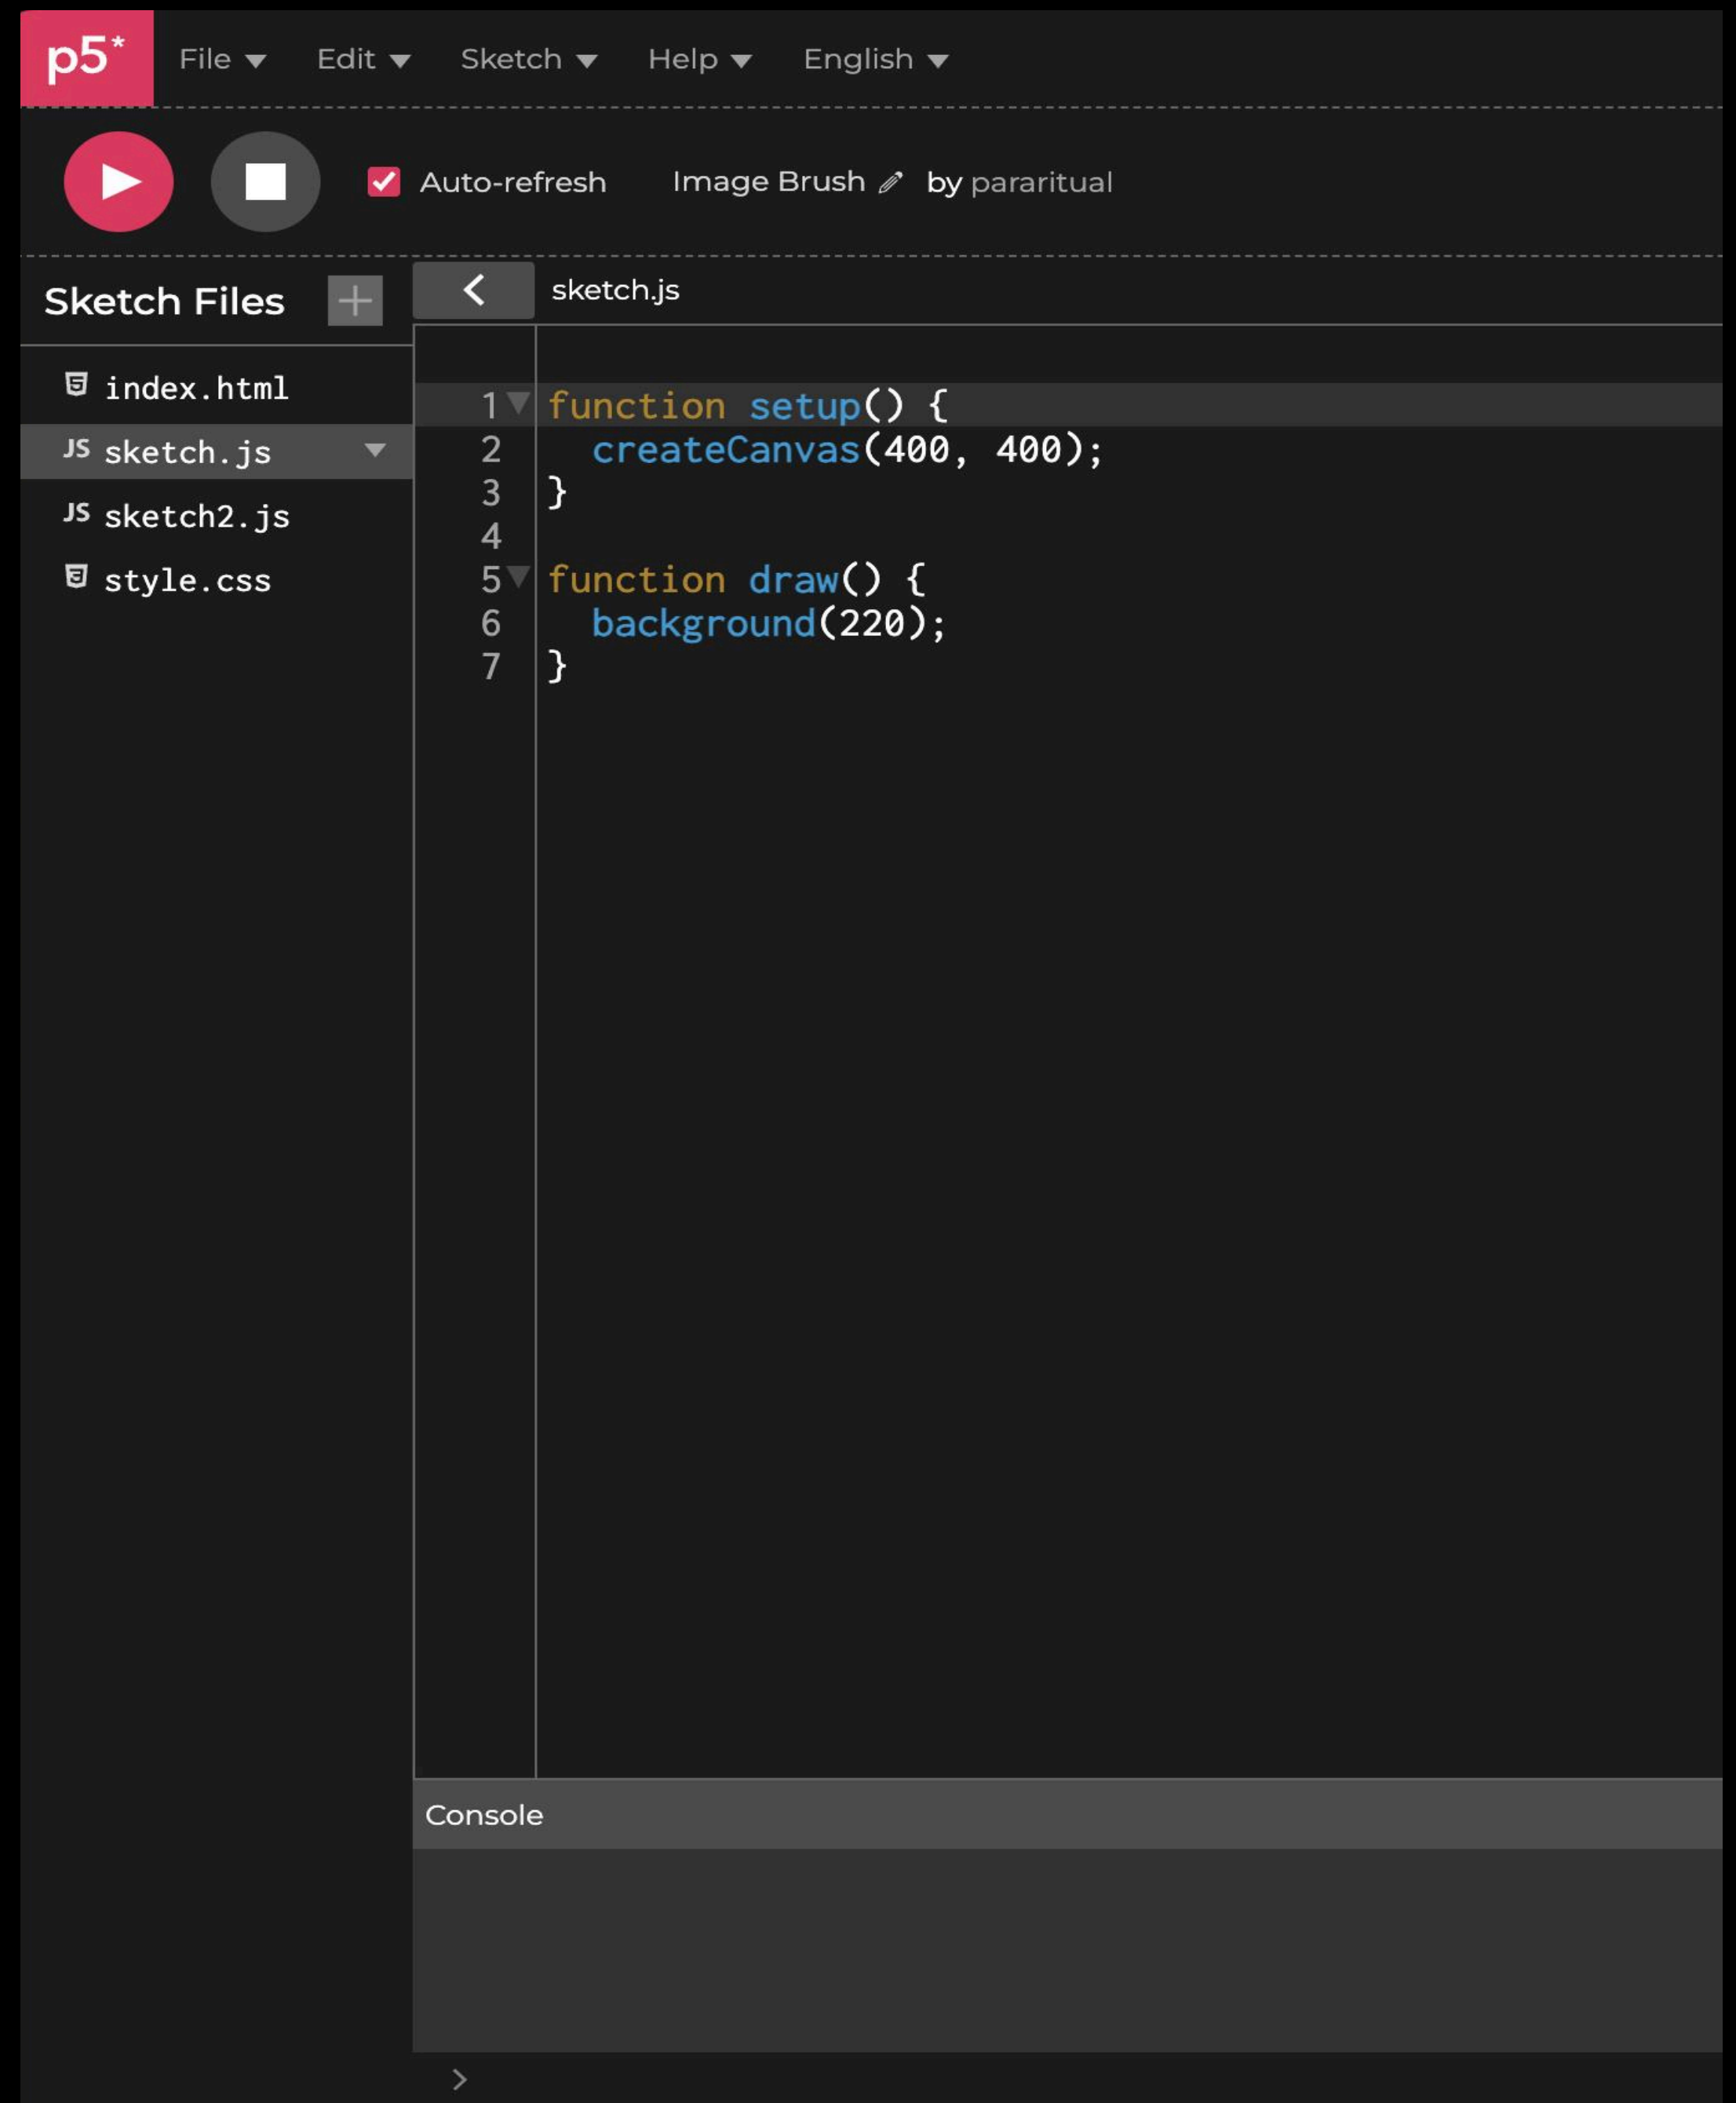 p5* File Edit Sketch Help English
Auto-refresh Image Brush by pararitual
Sketch Files +
sketch.js
index.html
JS sketch.js
JS sketch2.js
style.css
1 function setup() {
2   createCanvas(400, 400);
3 }
4
5 function draw() {
6   background(220);
7 }
Console
>